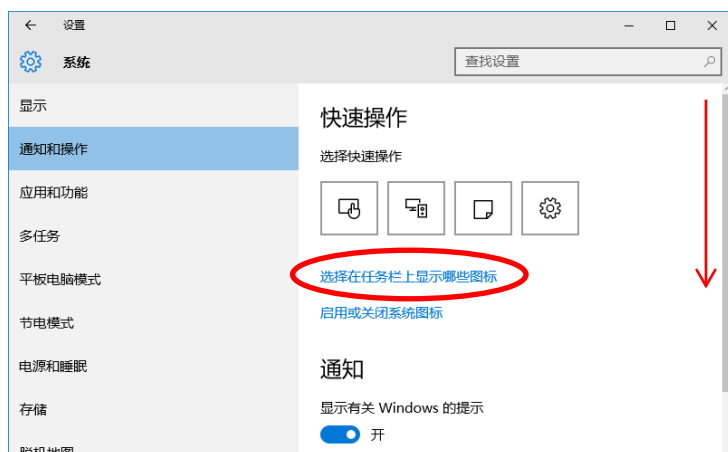 设置
系统
查找设置
显示
通知和操作
应用和功能
多任务
平板电脑模式
节电模式
电源和睡眠
存储
脱机地图
快速操作
选择快速操作
选择在任务栏上显示哪些图标
启用或关闭系统图标
通知
显示有关 Windows 的提示
开